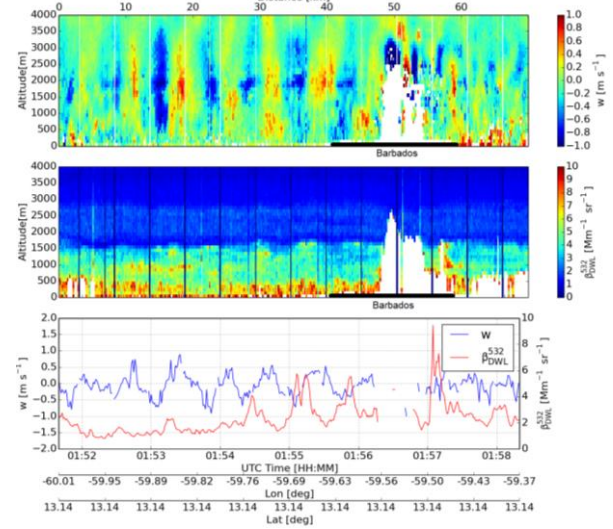 0 10 20 30 40 50 60
4000 3500 3000 2500 2000 1500 1000 500 0
Altitude[m]
1.0 0.8 0.6 0.4 0.2 0.0 −0.2 −0.4 −0.6 −0.8 −1.0
w [m s⁻¹]
Barbados
4000 3500 3000 2500 2000 1500 1000 500 0
Altitude[m]
10 9 8 7 6 5 4 3 2 1 0
β⁵³²_DWL [Mm⁻¹ sr⁻¹]
Barbados
2.0 1.5 1.0 0.5 0.0 −0.5 −1.0 −1.5 −2.0
w [m s⁻¹]
w
β⁵³²_DWL
10 8 6 4 2 0
β⁵³²_DWL [Mm⁻¹ sr⁻¹]
01:52 01:53 01:54 01:55 01:56 01:57 01:58
UTC Time [HH:MM]
-60.01 -59.95 -59.89 -59.82 -59.76 -59.69 -59.63 -59.56 -59.50 -59.43 -59.37
Lon [deg]
13.14 13.14 13.14 13.14 13.14 13.14 13.14 13.14 13.14 13.14 13.14
Lat [deg]